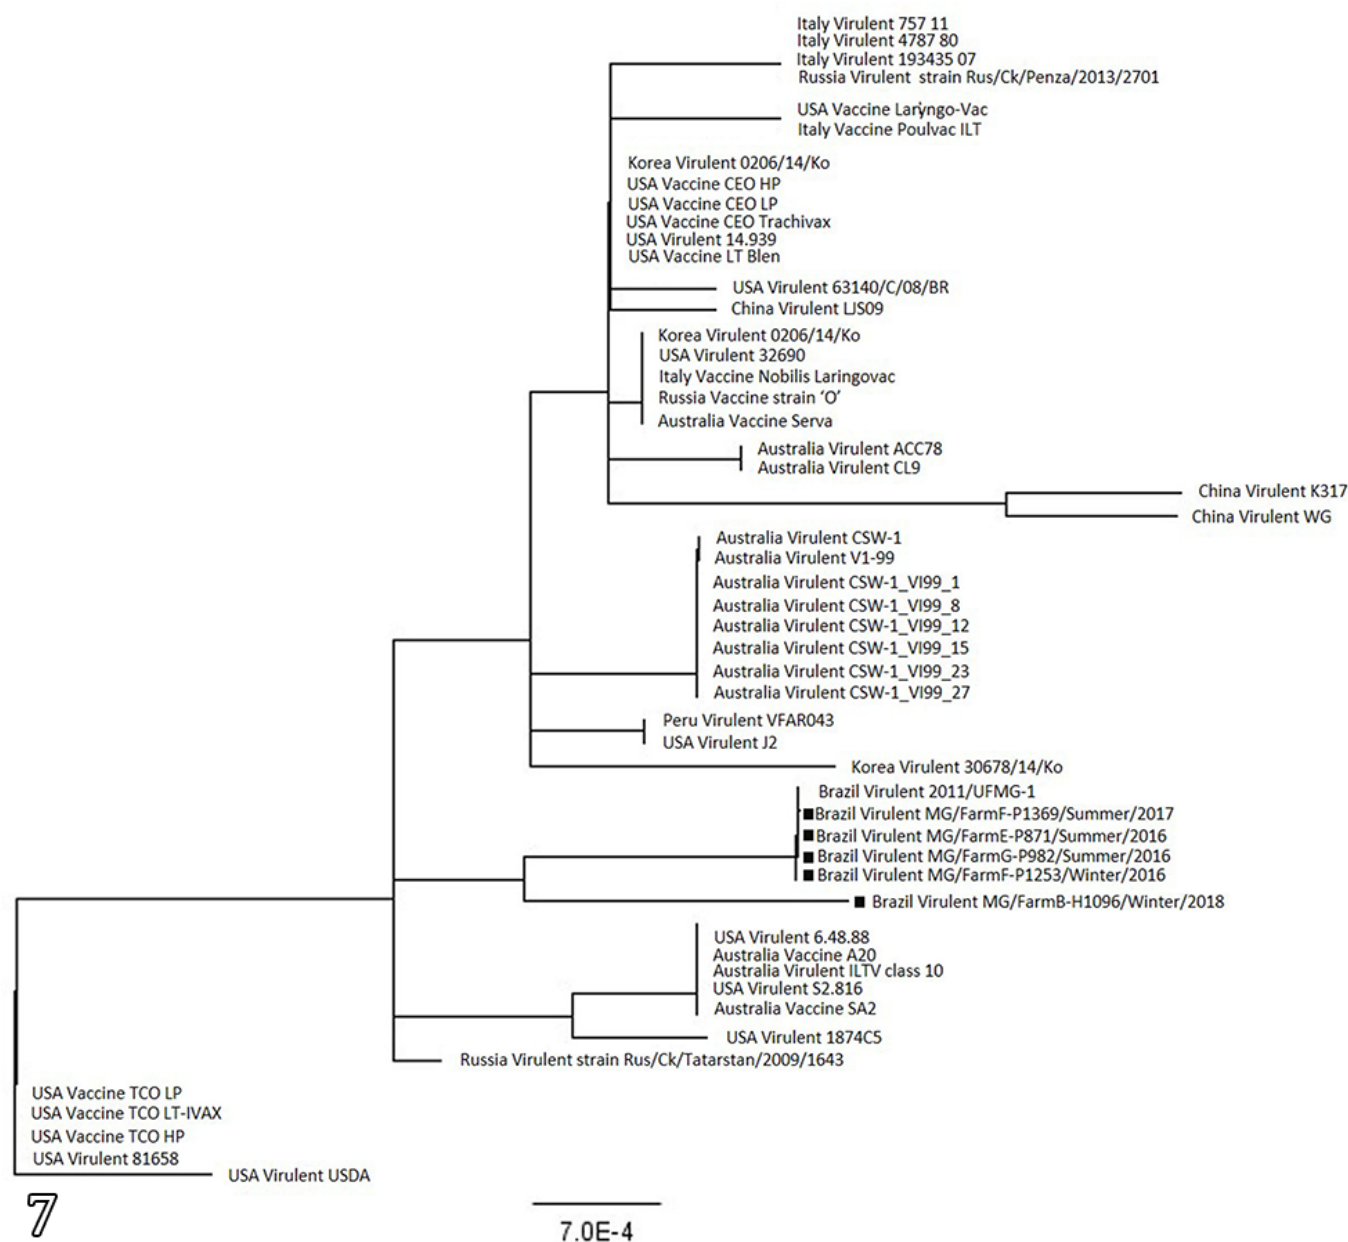 Italy Virulent 757 11
Italy Virulent 4787 80
Italy Virulent 193435 07
Russia Virulent strain Rus/Ck/Penza/2013/2701
USA Vaccine Laryngo-Vac
Italy Vaccine Poulvac ILT
Korea Virulent 0206/14/Ko
USA Vaccine CEO HP
USA Vaccine CEO LP
USA Vaccine CEO Trachivax
USA Virulent 14.939
USA Vaccine LT Blen
USA Virulent 63140/C/08/BR
China Virulent LJS09
Korea Virulent 0206/14/Ko
USA Virulent 32690
Italy Vaccine Nobilis Laringovac
Russia Vaccine strain ‘O’
Australia Vaccine Serva
Australia Virulent ACC78
Australia Virulent CL9
China Virulent K317
China Virulent WG
Australia Virulent CSW-1
Australia Virulent V1-99
Australia Virulent CSW-1_VI99_1
Australia Virulent CSW-1_VI99_8
Australia Virulent CSW-1_VI99_12
Australia Virulent CSW-1_VI99_15
Australia Virulent CSW-1_VI99_23
Australia Virulent CSW-1_VI99_27
Peru Virulent VFAR043
USA Virulent J2
Korea Virulent 30678/14/Ko
Brazil Virulent 2011/UFMG-1
Brazil Virulent MG/FarmF-P1369/Summer/2017
Brazil Virulent MG/FarmE-P871/Summer/2016
Brazil Virulent MG/FarmG-P982/Summer/2016
Brazil Virulent MG/FarmF-P1253/Winter/2016
Brazil Virulent MG/FarmB-H1096/Winter/2018
USA Virulent 6.48.88
Australia Vaccine A20
Australia Virulent ILTV class 10
USA Virulent S2.816
Australia Vaccine SA2
USA Virulent 1874C5
Russia Virulent strain Rus/Ck/Tatarstan/2009/1643
USA Vaccine TCO LP
USA Vaccine TCO LT-IVAX
USA Vaccine TCO HP
USA Virulent 81658
USA Virulent USDA
7
7.0E-4